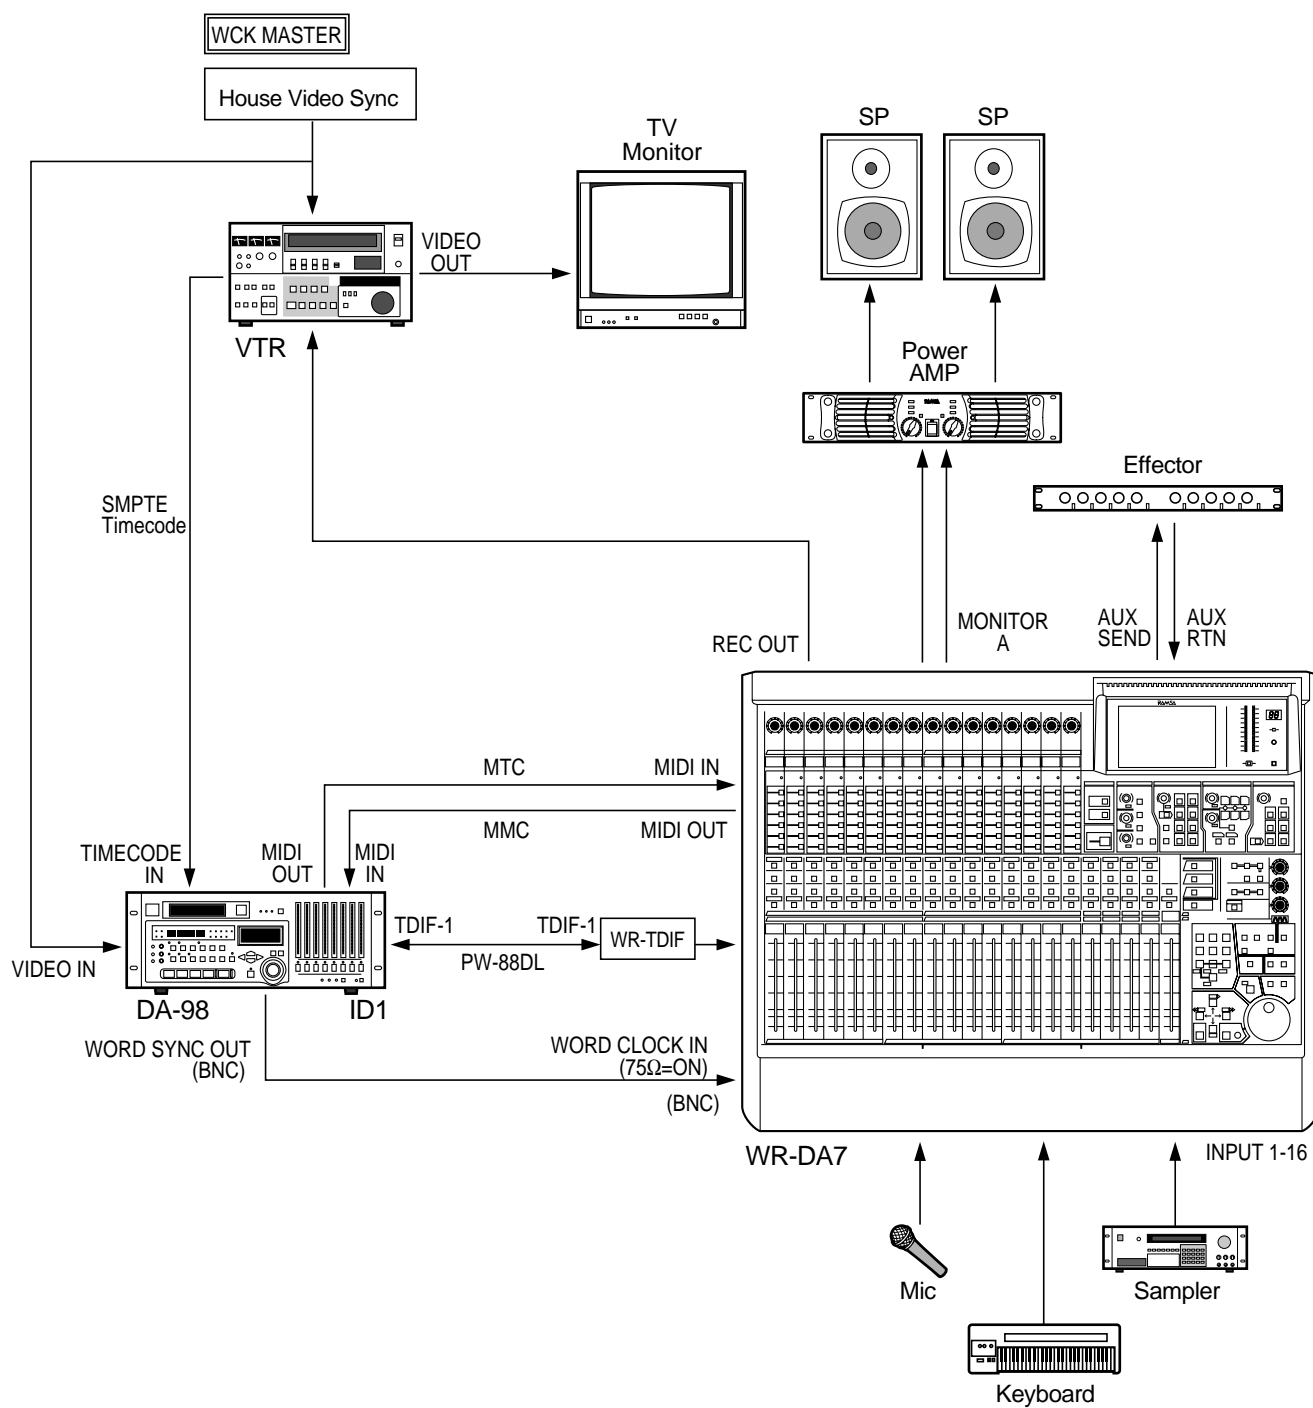 WCK MASTER
House Video Sync
TV
Monitor
SP
SP
VIDEO
OUT
VTR
Power
AMP
RAMSA
Effector
SMPTE
Timecode
REC OUT
MONITOR
A
AUX
SEND
AUX
RTN
RAMSA
MTC
MIDI IN
MMC
MIDI OUT
TIMECODE
IN
MIDI
OUT
MIDI
IN
VIDEO IN
TDIF-1
TDIF-1
PW-88DL
WR-TDIF
DA-98
ID1
WORD SYNC OUT
(BNC)
WORD CLOCK IN
(75Ω=ON)
(BNC)
WR-DA7
INPUT 1-16
Mic
Sampler
Keyboard